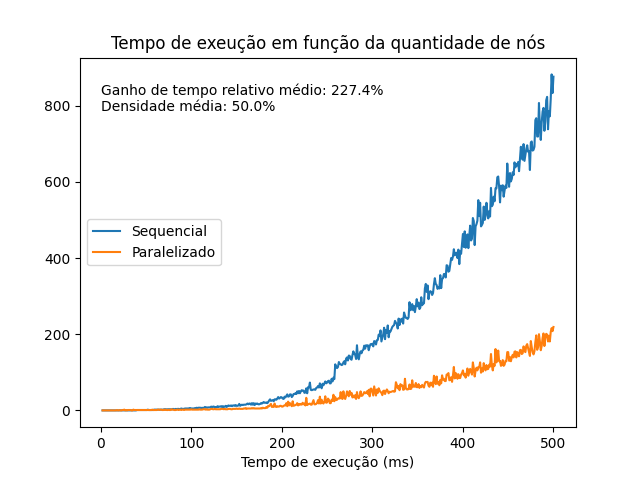 Tempo de exeução em função da quantidade de nós
Ganho de tempo relativo médio: 227.4%
Densidade média: 50.0%
800
600
Sequencial
Paralelizado
400
200
0
0 100 200 300 400 500
Tempo de execução (ms)